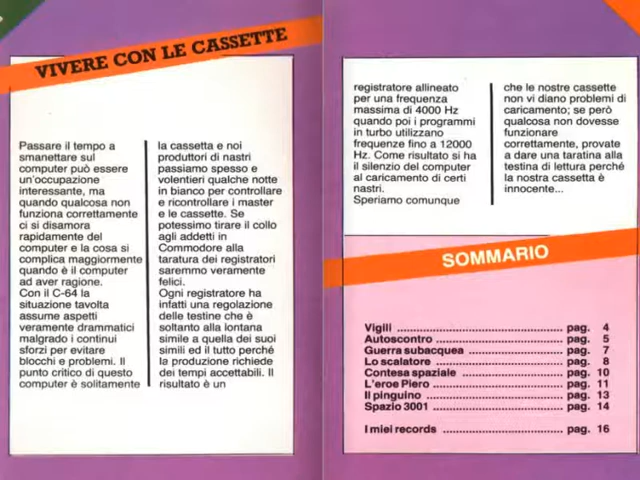 VIVERE CON LE CASSETTE
Passare il tempo a
smanettare sul
computer può essere
un'occupazione
interessante, ma
quando qualcosa non
funziona correttamente
ci si disamora
rapidamente del
computer e la cosa si
complica maggiormente
quando è il computer
ad aver ragione.
Con il C-64 la
situazione tavolta
assume aspetti
veramente drammatici
malgrado i continui
sforzi per evitare
blocchi e problemi. Il
punto critico di questo
computer è solitamente
la cassetta e noi
produttori di nastri
passiamo spesso e
volentieri qualche notte
in bianco per controllare
e ricontrollare i master
e le cassette. Se
potessimo tirare il collo
agli addetti in
Commodore alla
taratura dei registratori
saremmo veramente
felici.
Ogni registratore ha
infatti una regolazione
delle testine che è
soltanto alla lontana
simile a quella dei suoi
simili ed il tutto perché
la produzione richiede
dei tempi accettabili. Il
risultato è un
registratore allineato
per una frequenza
massima di 4000 Hz
quando poi i programmi
in turbo utilizzano
frequenze fino a 12000
Hz. Come risultato si ha
il silenzio del computer
al caricamento di certi
nastri.
Speriamo comunque
che le nostre cassette
non vi diano problemi di
caricamento; se però
qualcosa non dovesse
funzionare
correttamente, provate
a dare una taratina alla
testina di lettura perché
la nostra cassetta è
innocente...
SOMMARIO
Vigili ................ pag. 4
Autoscontro ................ pag. 5
Guerra subacquea ................ pag. 7
Lo scalatore ................ pag. 8
Contesa spaziale ................ pag. 10
L'eroe Piero ................ pag. 11
Il pinguino ................ pag. 13
Spazio 3001 ................ pag. 14
I miei records ................ pag. 16